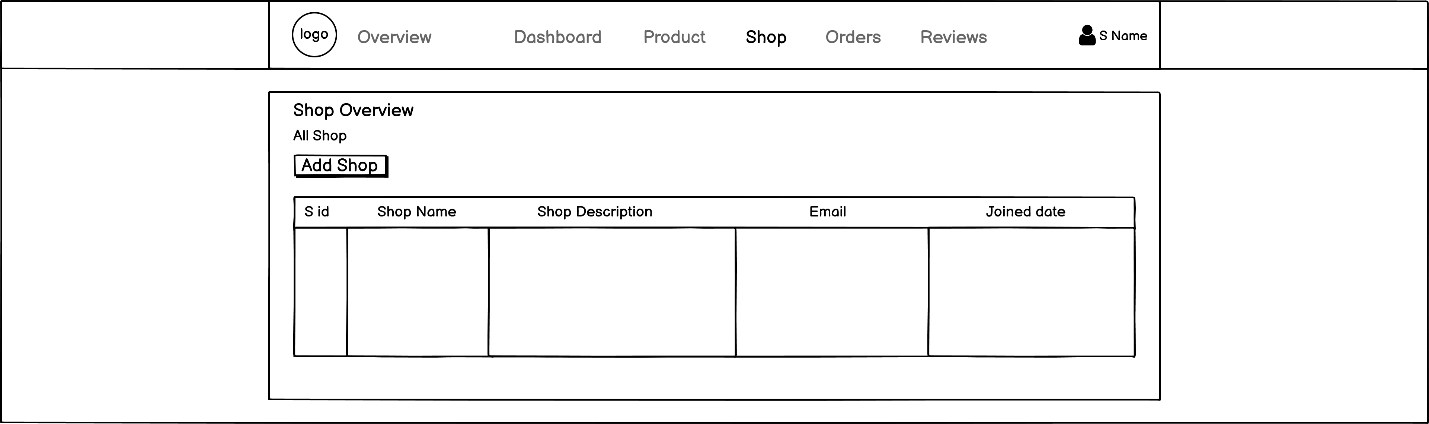 logo Overview Dashboard Product Shop Orders Reviews S Name
Shop Overview
All Shop
Add Shop
S id Shop Name Shop Description Email Joined date